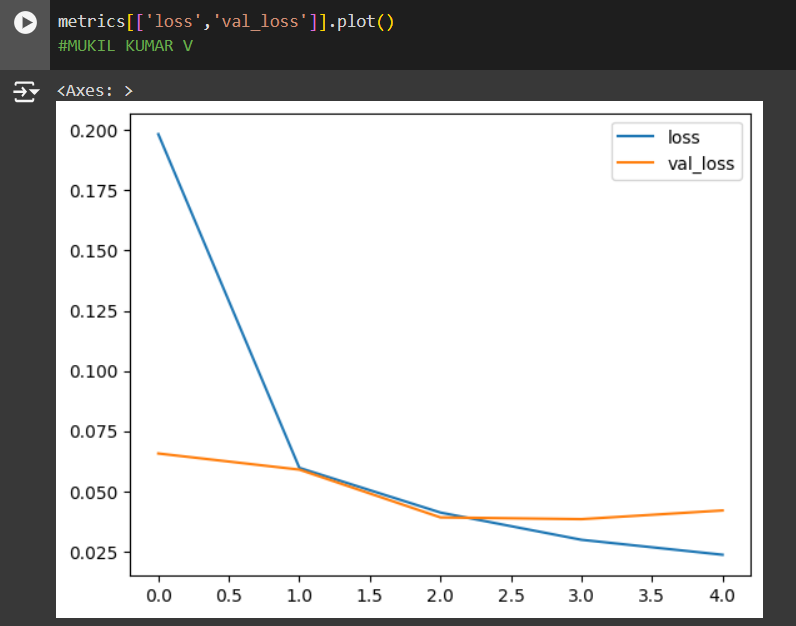 metrics[['loss','val_loss']].plot()
#MUKIL KUMAR V
<Axes: >
loss
val_loss
0.200
0.175
0.150
0.125
0.100
0.075
0.050
0.025
0.0 0.5 1.0 1.5 2.0 2.5 3.0 3.5 4.0